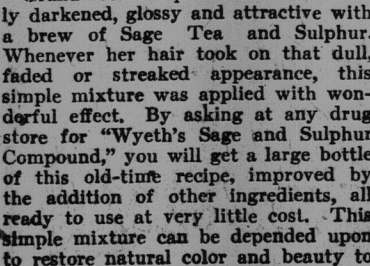 ly darkened, glossy and attractive with
a brew of Sage Tea and Sulphur.
Whenever her hair took on that dull,
faded or streaked appearance, this
simple mixture was applied with won-
derful effect. By asking at any drug
store for "Wyeth's Sage and Sulphur
Compound," you will get a large bottle
of this old-time recipe, improved by
the addition of other ingredients, all
ready to use at very little cost. This
simple mixture can be depended upon
to restore natural color and beauty to